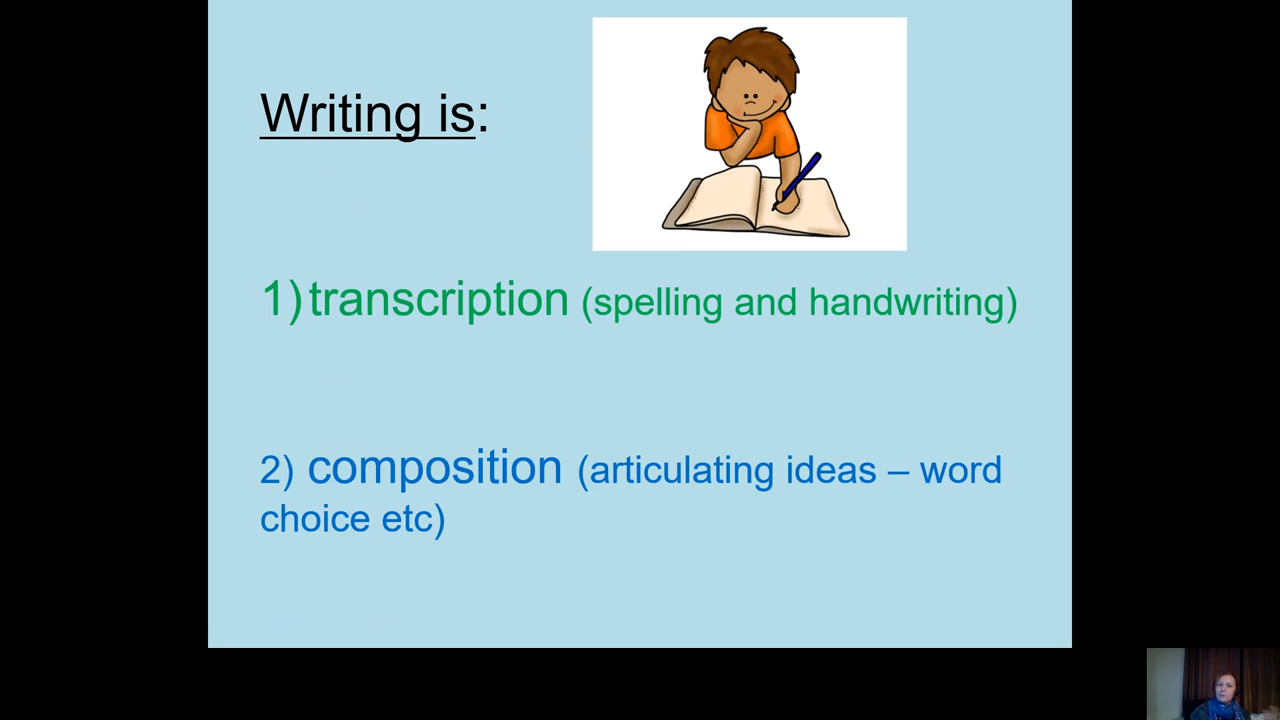 Writing is:
1) transcription (spelling and handwriting)
2) composition (articulating ideas – word
choice etc)